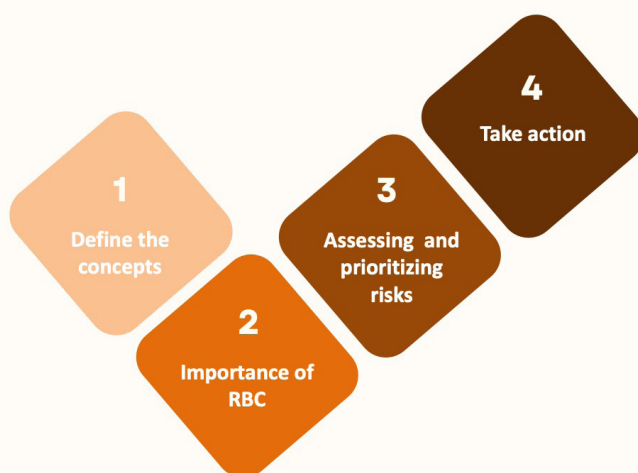 1
Define the
concepts
2
Importance of
RBC
3
Assessing and
prioritizing
risks
4
Take action